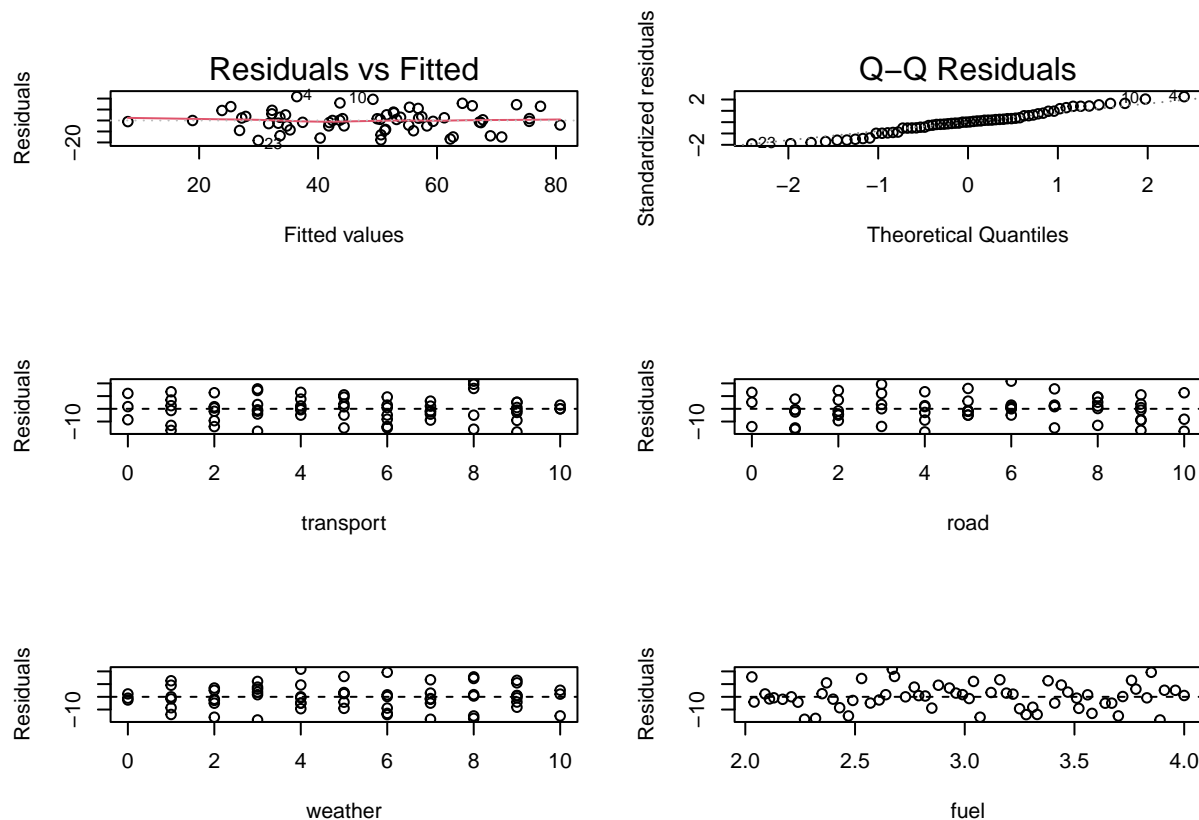 Residuals vs Fitted
Residuals
−20
4
10
23
20 40 60 80
Fitted values
Q−Q Residuals
Standardized residuals
2
−2
23
10
4
−2 −1 0 1 2
Theoretical Quantiles
Residuals
−10
0 2 4 6 8 10
transport
Residuals
−10
0 2 4 6 8 10
road
Residuals
−10
0 2 4 6 8 10
weather
Residuals
−10
2.0 2.5 3.0 3.5 4.0
fuel